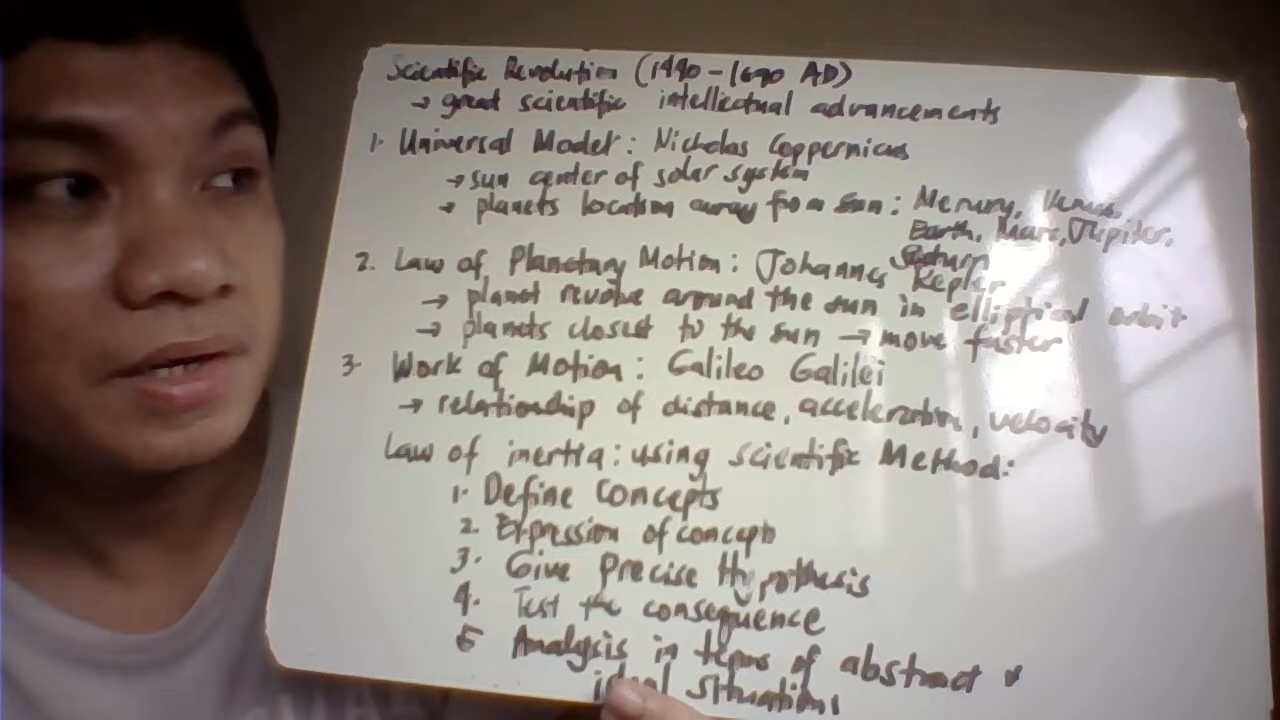 Scientific Revolution (1440 - 1690 AD)
→ great scientific intellectual advancements
1. Universal Model: Nicholas Coppernicus
→ sun center of solar system
→ planets location away from sun: Mercury, Venus,
Earth, Mars, Jupiter,
Saturn
2. Law of Planetary Motion: Johannes Kepler
→ planet revolve around the sun in elliptical orbit
→ planets closest to the sun → move faster
3. Work of Motion: Galileo Galilei
→ relationship of distance, acceleration, velocity
Law of inertia: using scientific Method:
1. Define Concepts
2. Expression of concepts
3. Give Precise Hypothesis
4. Test the consequence
5 Analysis in terms of abstract &
ideal situations